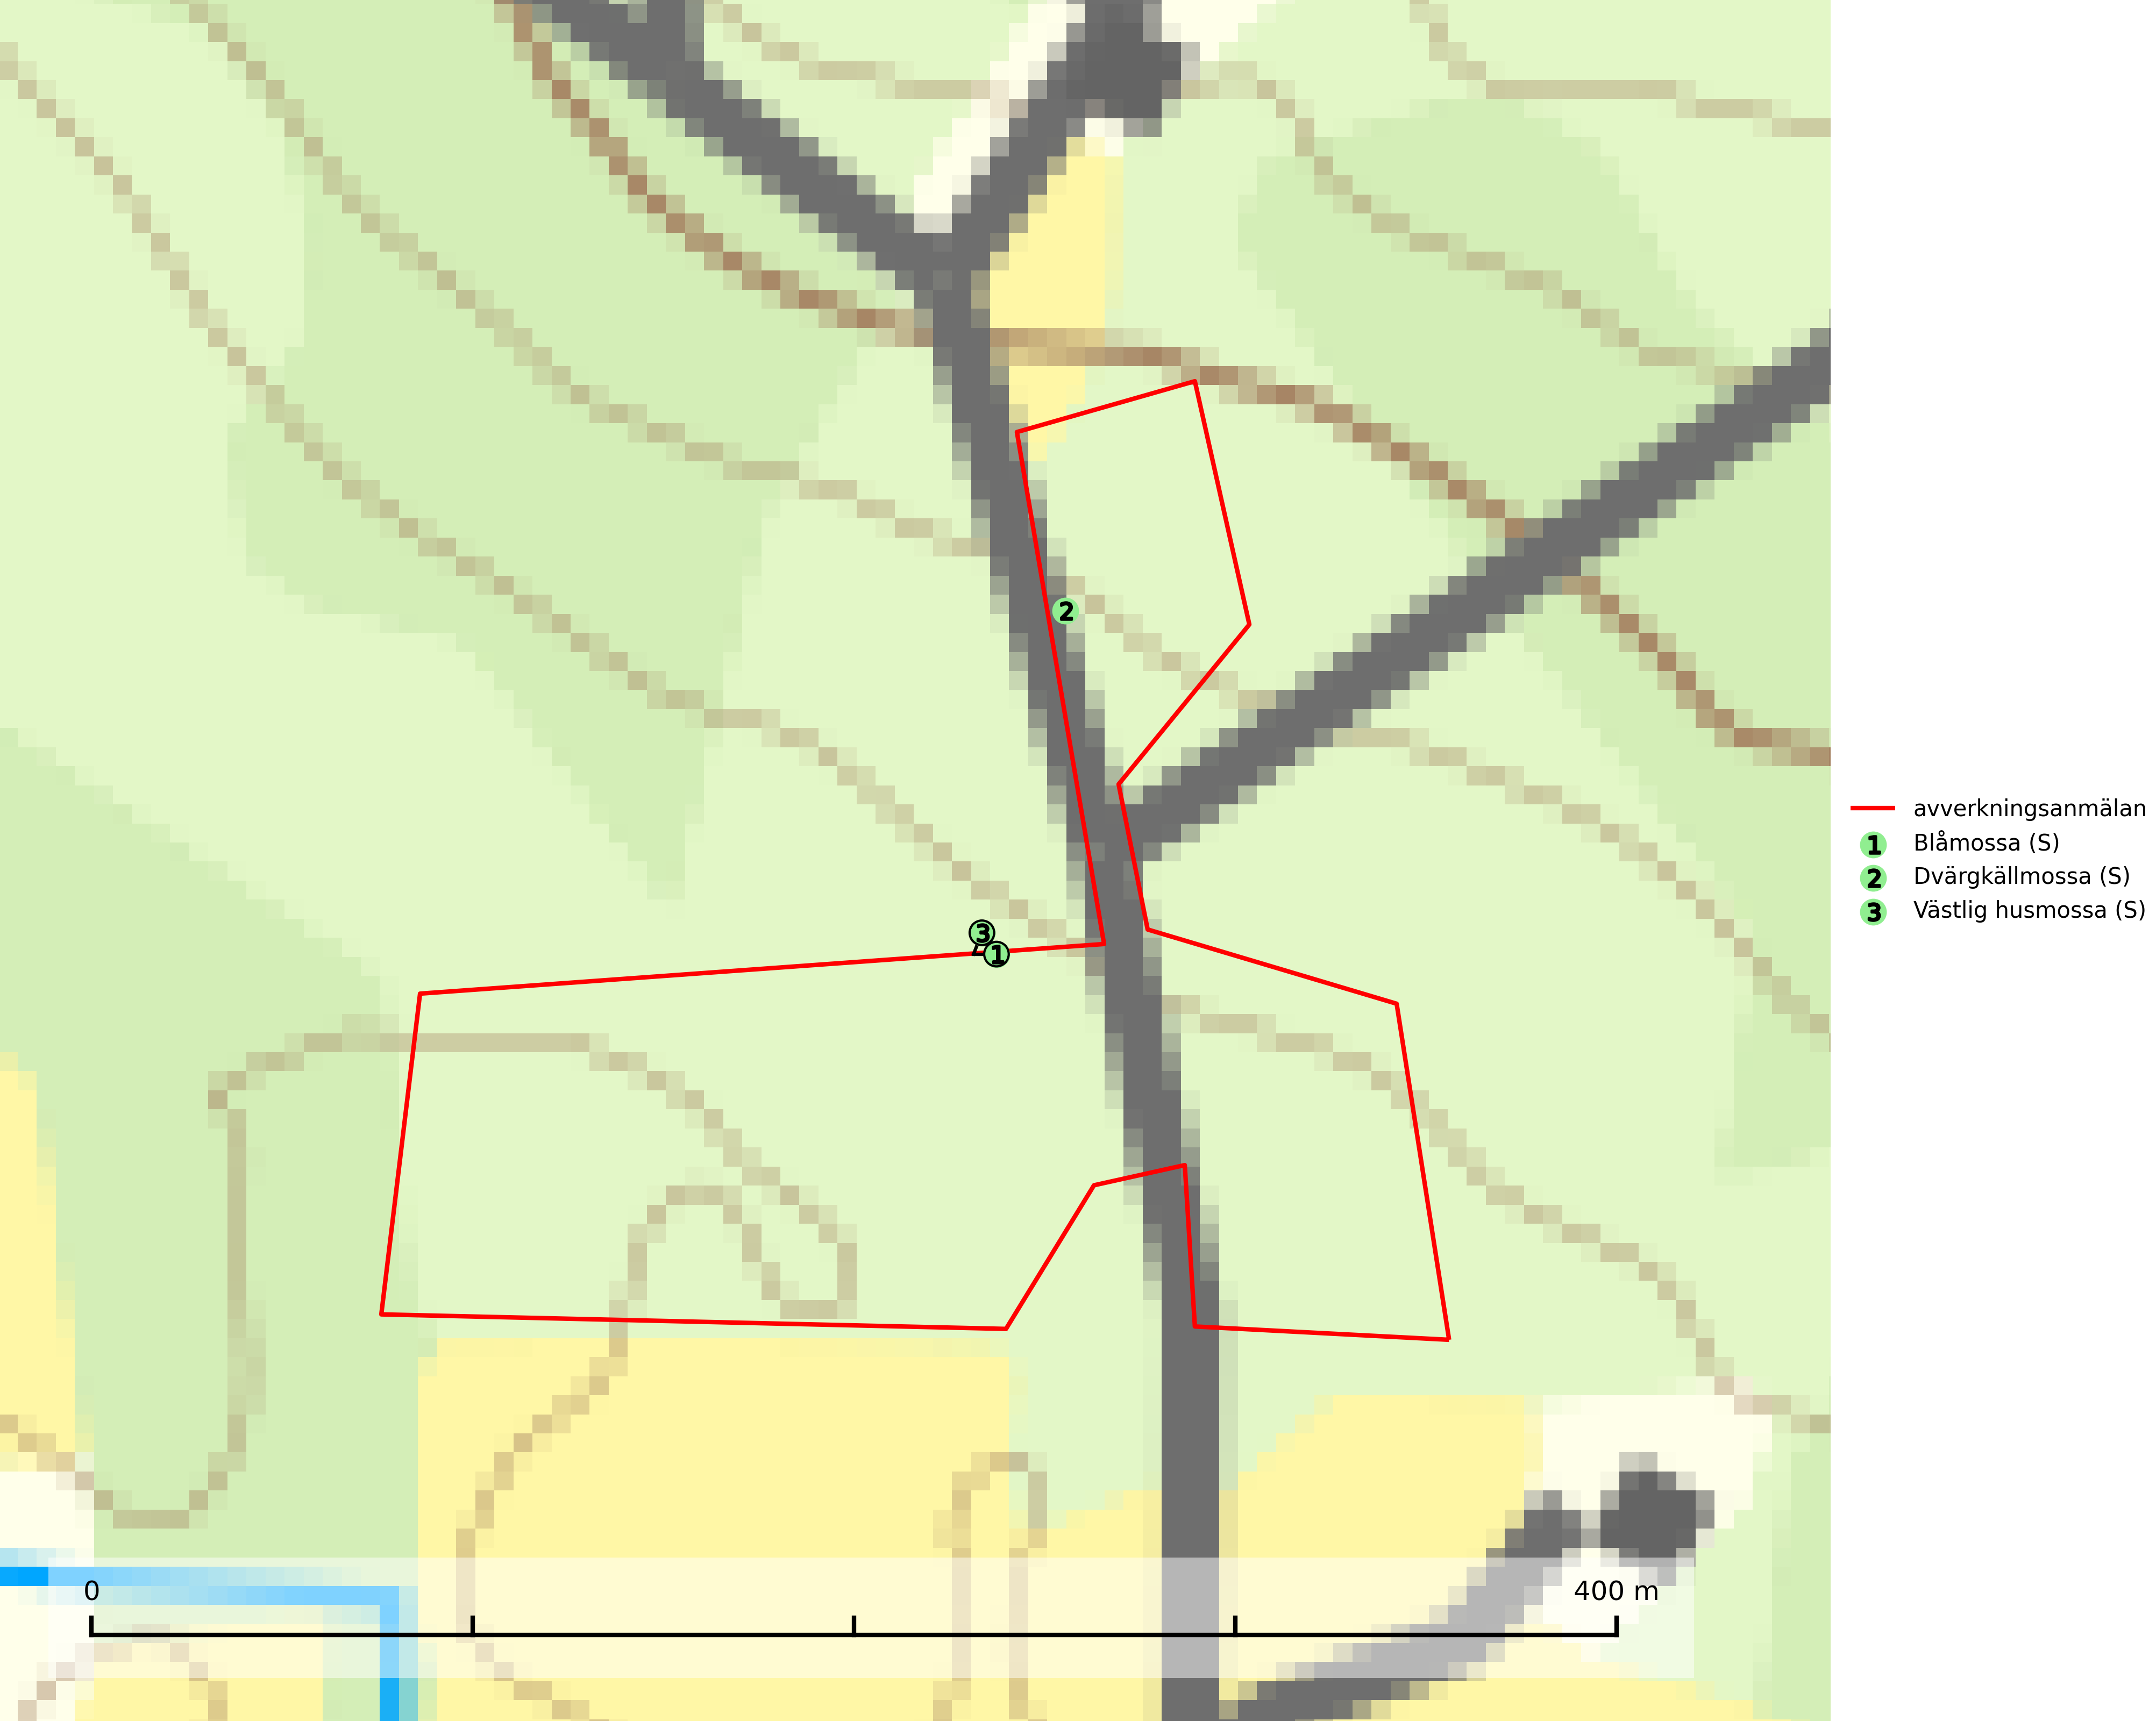 2
3
1
avverkningsanmälan
1 Blåmossa (S)
2 Dvärgkällmossa (S)
3 Västlig husmossa (S)
0 400 m